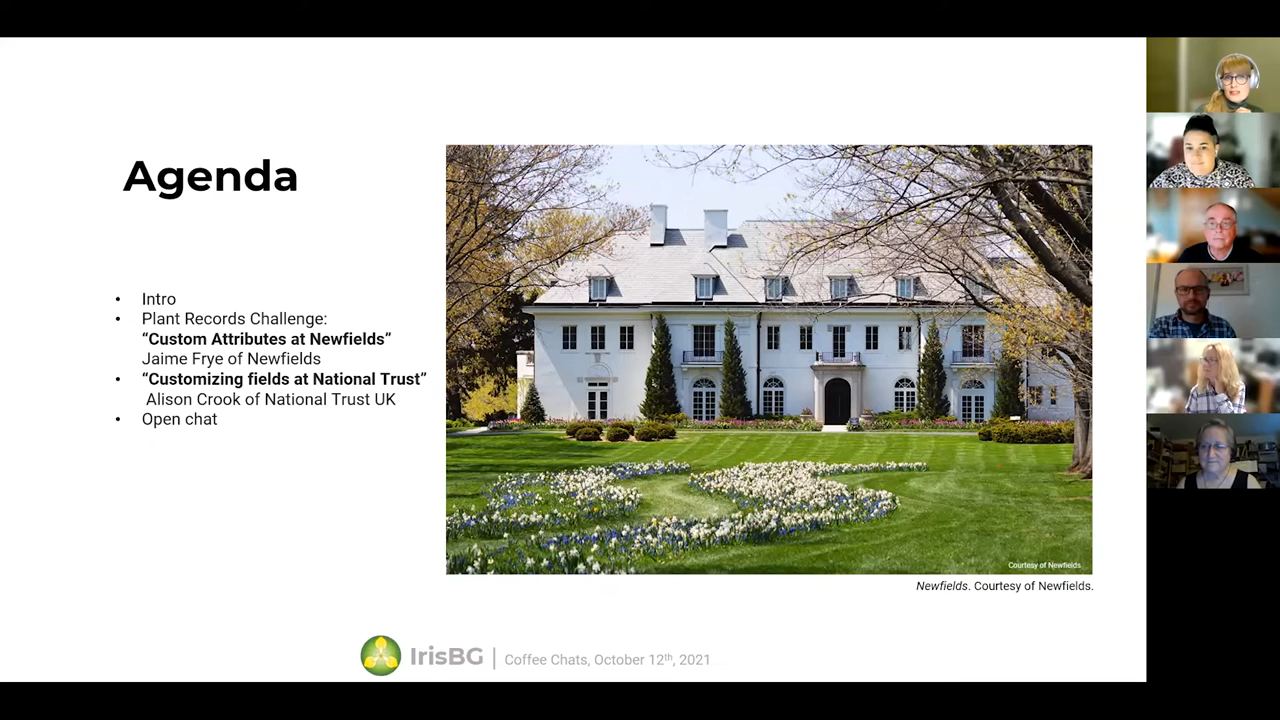 Agenda
• Intro
• Plant Records Challenge:
“Custom Attributes at Newfields”
Jaime Frye of Newfields
• “Customizing fields at National Trust”
Alison Crook of National Trust UK
• Open chat
Courtesy of Newfields
Newfields. Courtesy of Newfields.
IrisBG | Coffee Chats, October 12th, 2021